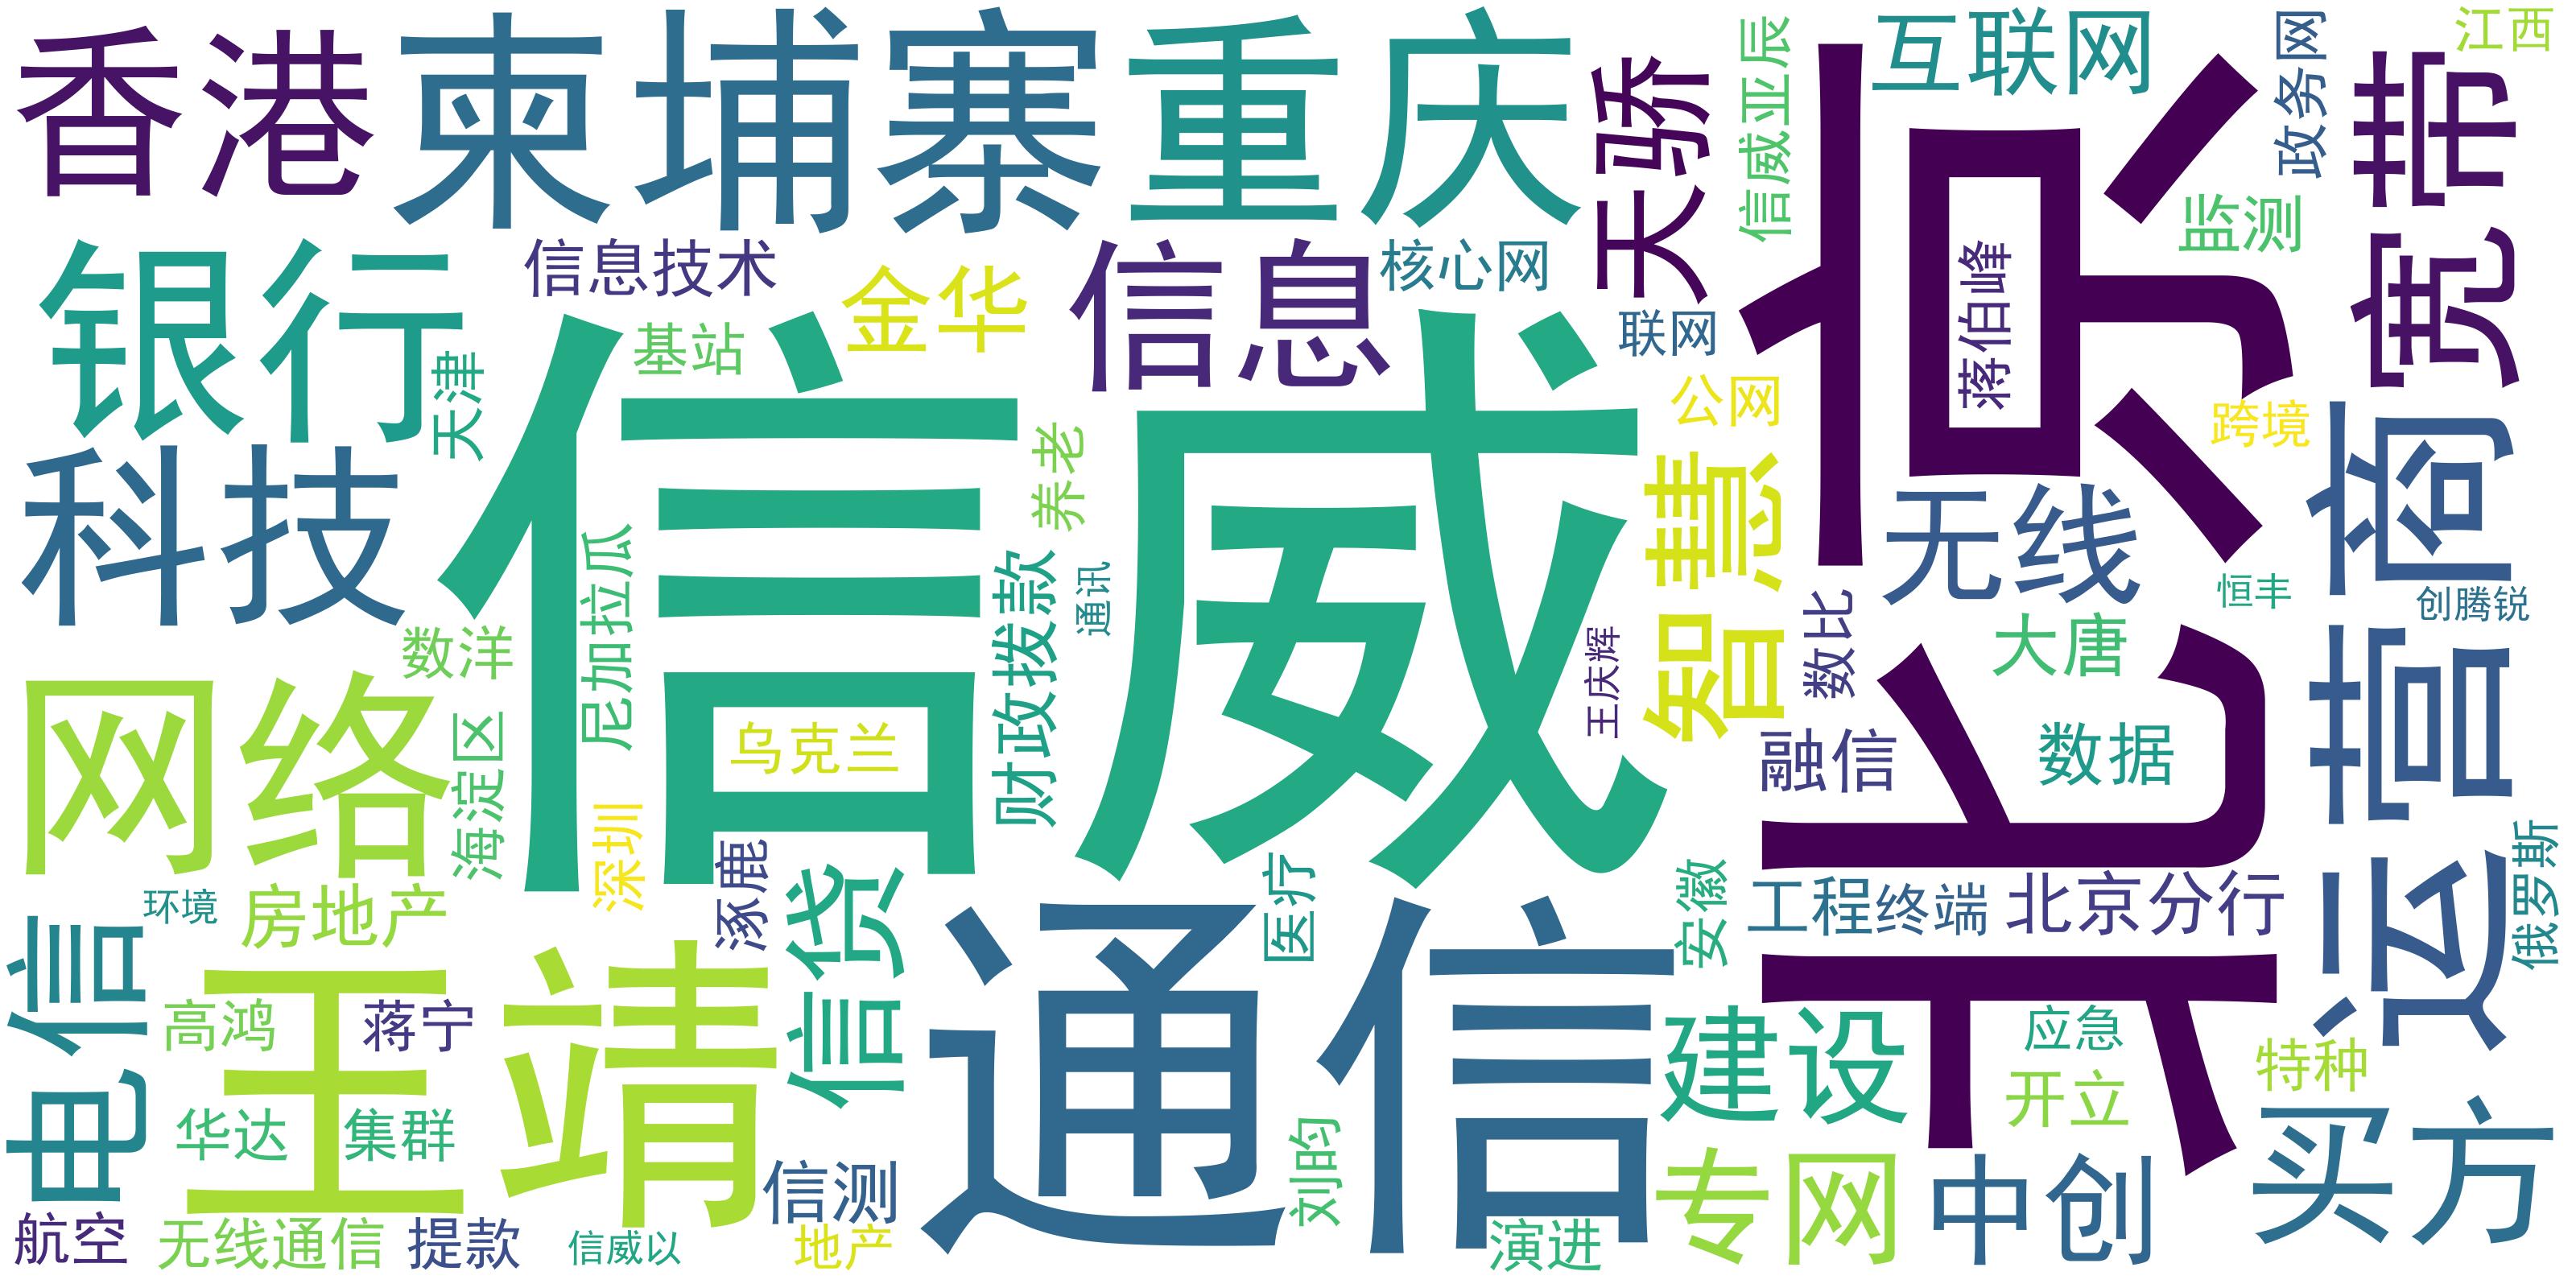 香港
柬埔寨
重庆
天骄
信威亚辰
互联网
北京
政务网
宽带
江西
银行
信息技术
金华
信息
核心网
联网
蒋伯峰
监测
天津
基站
信威
养老
公网
跨境
运营商
科技
尼加拉瓜
财政拨款
通讯
智慧
无线
恒丰
创腾锐
数洋
王庆辉
数比
大唐
网络
海淀区
乌克兰
融信
数据
深圳
涿鹿
信贷
医疗
安徽
工程终端
北京分行
俄罗斯
环境
房地产
电信
王靖
通信
高鸿
蒋宁
建设
应急
特种
华达
集群
刘昀
开立
买方
信测
专网
中创
航空
无线通信
提款
信威以
地产
演进